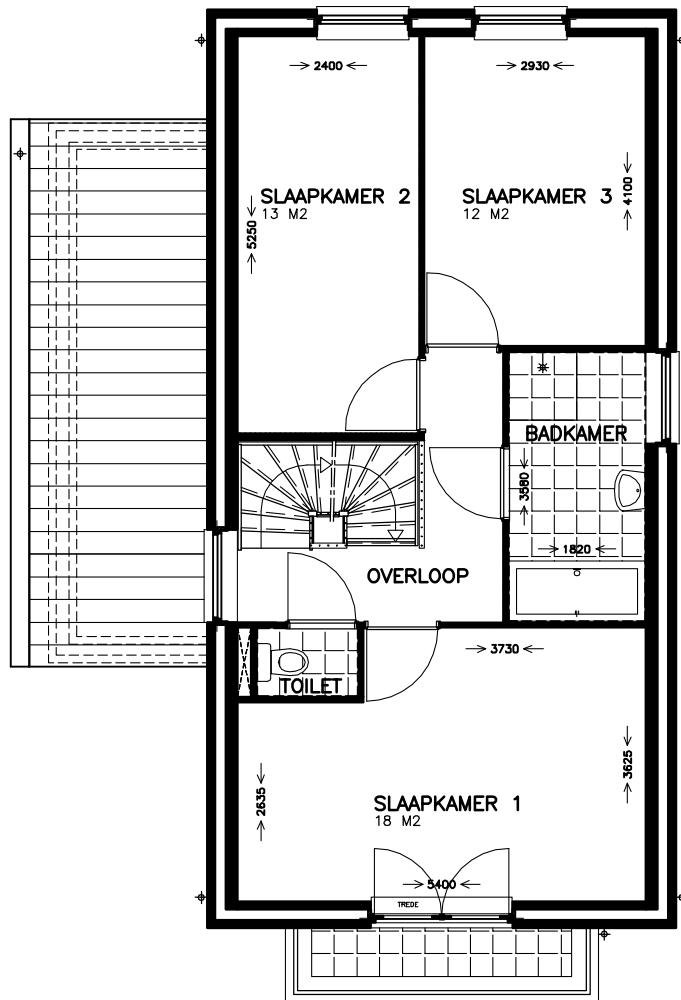 2400
2930
4100
SLAAPKAMER 2
13 M2
SLAAPKAMER 3
12 M2
5250
BADKAMER
3580
1820
OVERLOOP
3730
TOILET
3625
2635
SLAAPKAMER 1
18 M2
5400
TREDE